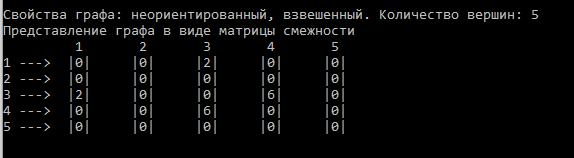 Свойства графа: неориентированный, взвешенный. Количество вершин: 5
Представление графа в виде матрицы смежности
1 2 3 4 5
1 ---> |0| |0| |2| |0| |0|
2 ---> |0| |0| |0| |0| |0|
3 ---> |2| |0| |0| |6| |0|
4 ---> |0| |0| |6| |0| |0|
5 ---> |0| |0| |0| |0| |0|